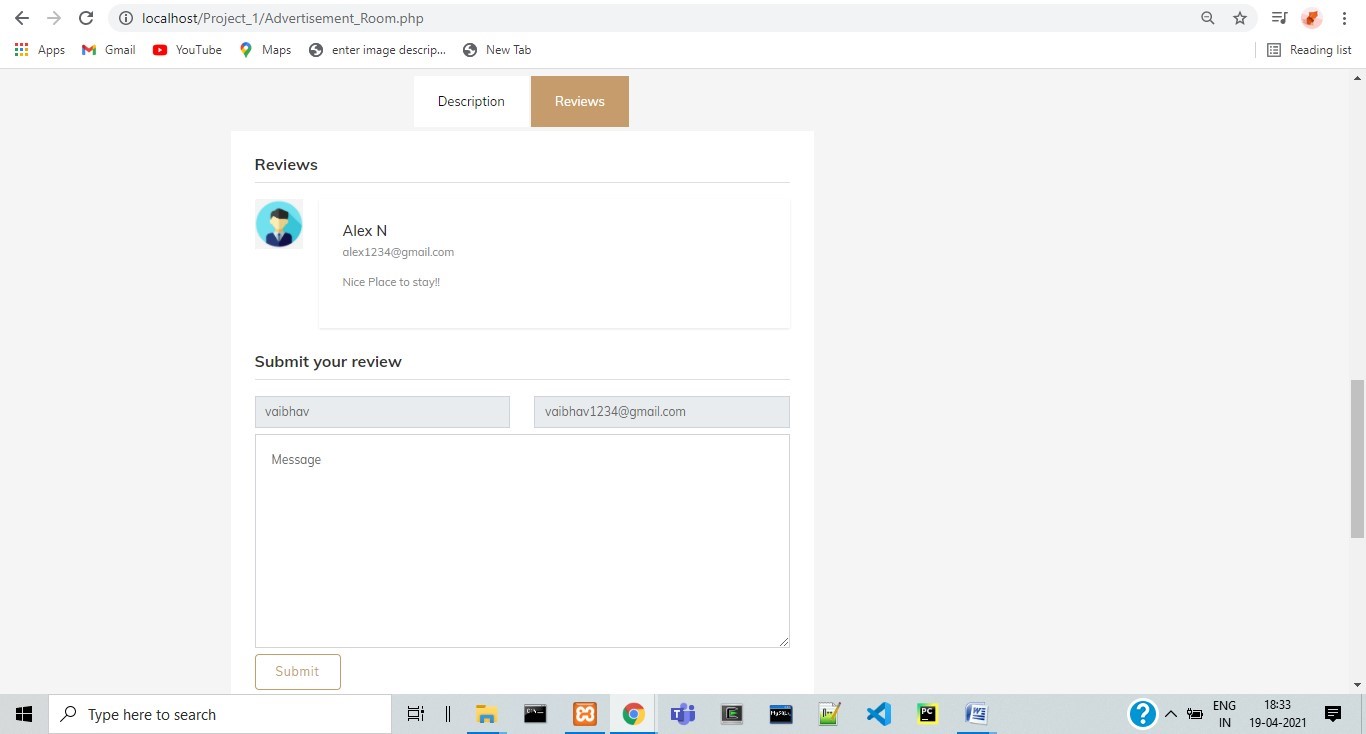 localhost/Project_1/Advertisement_Room.php
Apps Gmail YouTube Maps enter image descrip... New Tab Reading list
Description Reviews
Reviews
Alex N
alex1234@gmail.com
Nice Place to stay!!
Submit your review
vaibhav vaibhav1234@gmail.com
Message
Submit
Type here to search
ENG
IN
18:33
19-04-2021